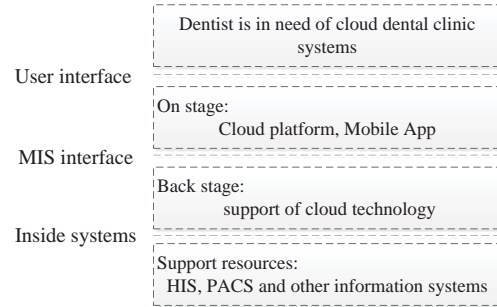 Dentist is in need of cloud dental clinic
systems
User interface
On stage:
Cloud platform, Mobile App
MIS interface
Back stage:
support of cloud technology
Inside systems
Support resources:
HIS, PACS and other information systems